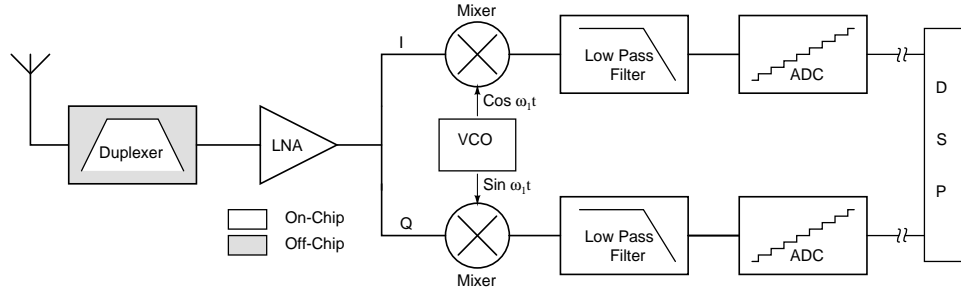 Mixer
I
Low Pass
Filter
ADC
Cos ω₁t
D
S
P
Duplexer
LNA
VCO
Sin ω₁t
On-Chip
Off-Chip
Q
Low Pass
Filter
ADC
Mixer